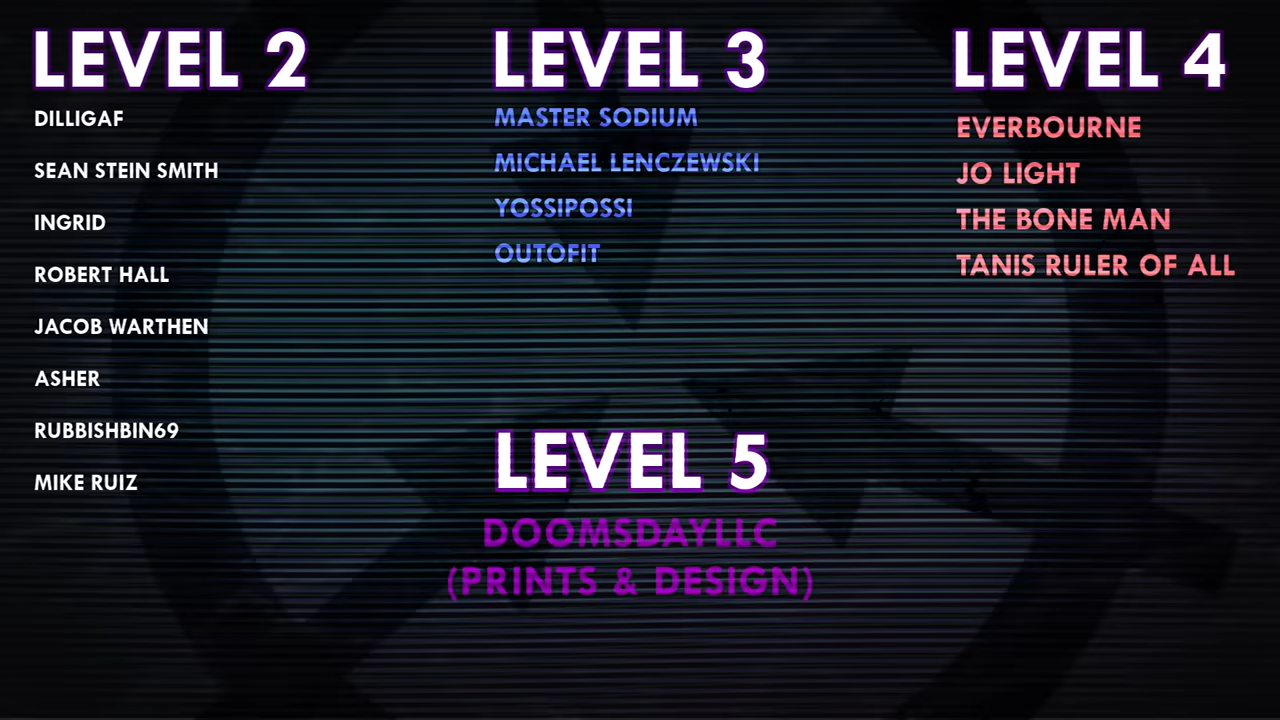 LEVEL 2
DILLIGAF
SEAN STEIN SMITH
INGRID
ROBERT HALL
JACOB WARTHEN
ASHER
RUBBISHBIN69
MIKE RUIZ
LEVEL 3
MASTER SODIUM
MICHAEL LENCZEWSKI
YOSSIPOSSI
OUTOFIT
LEVEL 4
EVERBOURNE
JO LIGHT
THE BONE MAN
TANIS RULER OF ALL
LEVEL 5
DOOMSDAYLLC
(PRINTS & DESIGN)